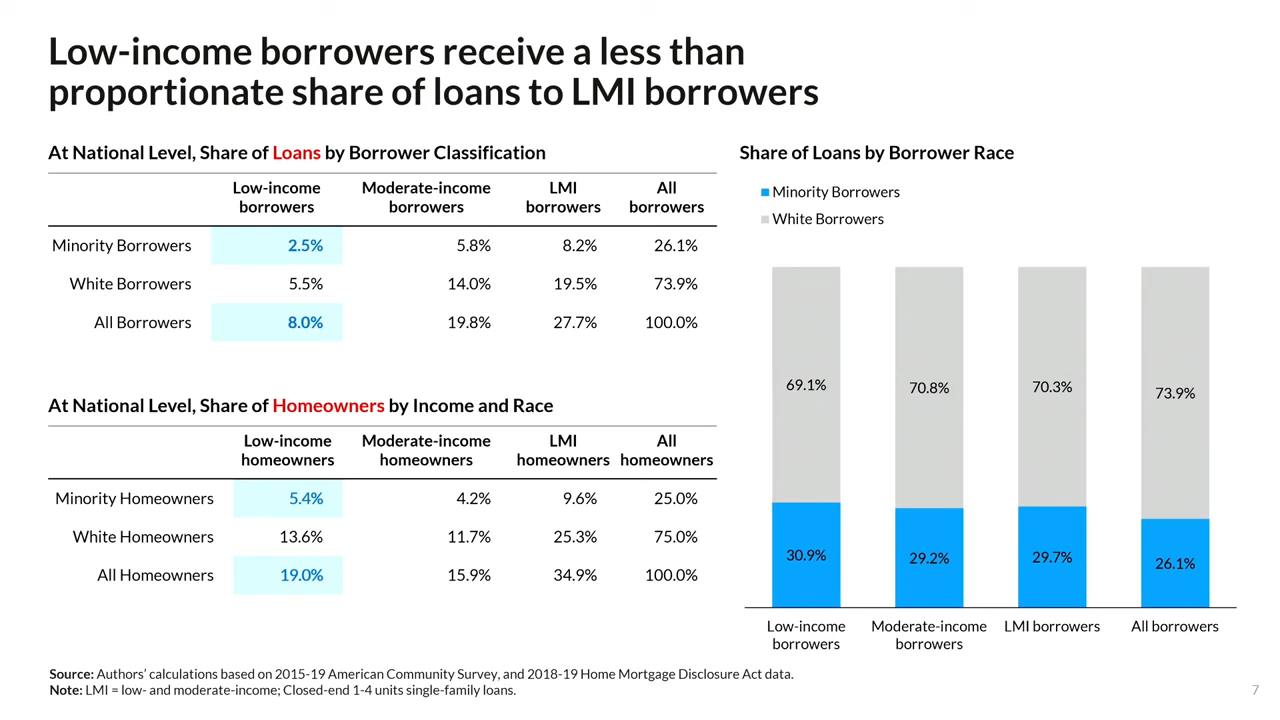 Low-income borrowers receive a less than
proportionate share of loans to LMI borrowers
At National Level, Share of Loans by Borrower Classification
Low-income borrowers Moderate-income borrowers LMI borrowers All borrowers
Minority Borrowers 2.5% 5.8% 8.2% 26.1%
White Borrowers 5.5% 14.0% 19.5% 73.9%
All Borrowers 8.0% 19.8% 27.7% 100.0%
At National Level, Share of Homeowners by Income and Race
Low-income homeowners Moderate-income homeowners LMI homeowners All homeowners
Minority Homeowners 5.4% 4.2% 9.6% 25.0%
White Homeowners 13.6% 11.7% 25.3% 75.0%
All Homeowners 19.0% 15.9% 34.9% 100.0%
Share of Loans by Borrower Race
Minority Borrowers
White Borrowers
69.1% 70.8% 70.3% 73.9%
30.9% 29.2% 29.7% 26.1%
Low-income borrowers Moderate-income borrowers LMI borrowers All borrowers
Source: Authors' calculations based on 2015-19 American Community Survey, and 2018-19 Home Mortgage Disclosure Act data.
Note: LMI = low- and moderate-income; Closed-end 1-4 units single-family loans.
7